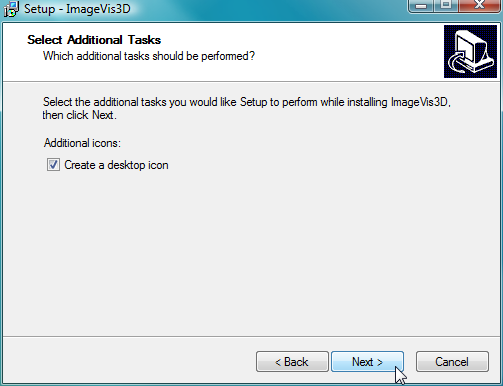 Setup - ImageVis3D
Select Additional Tasks
Which additional tasks should be performed?
Select the additional tasks you would like Setup to perform while installing ImageVis3D,
then click Next.
Additional icons:
Create a desktop icon
< Back
Next >
Cancel